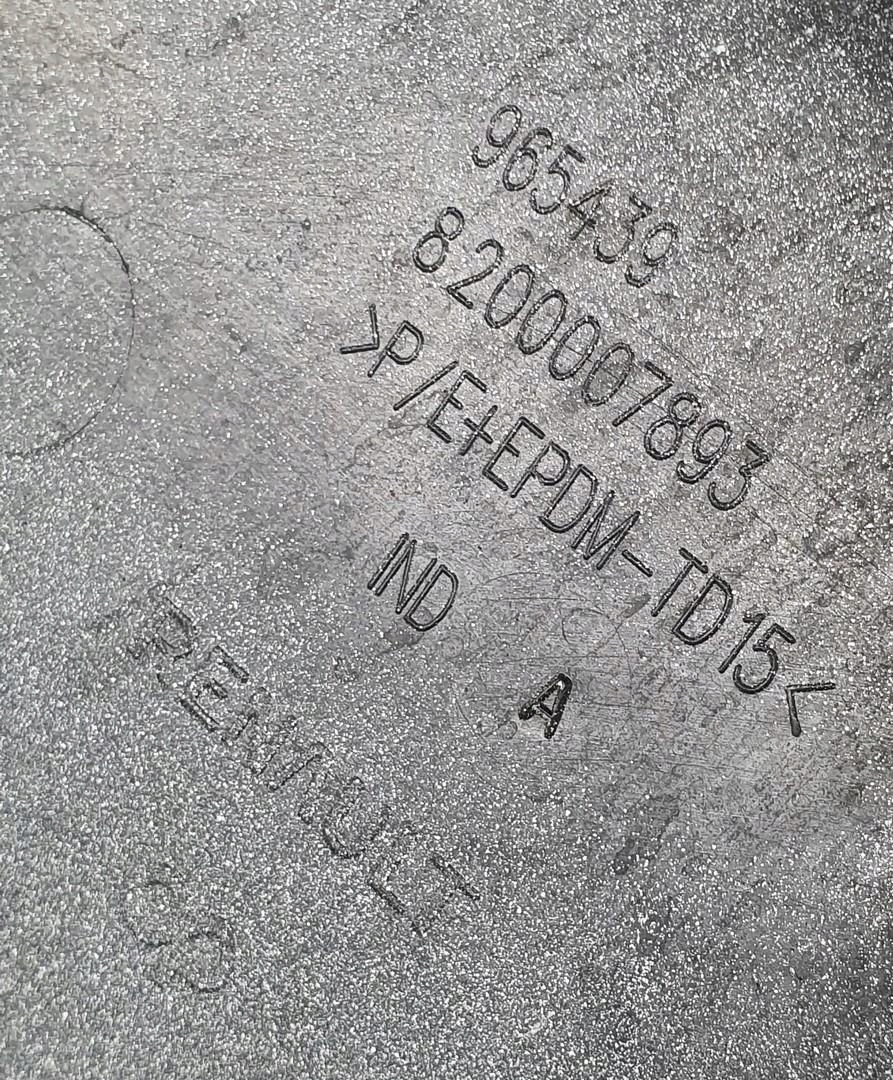 965439
8200007893
>P/E+EPDM-TD15<
IND
A
RENAULT